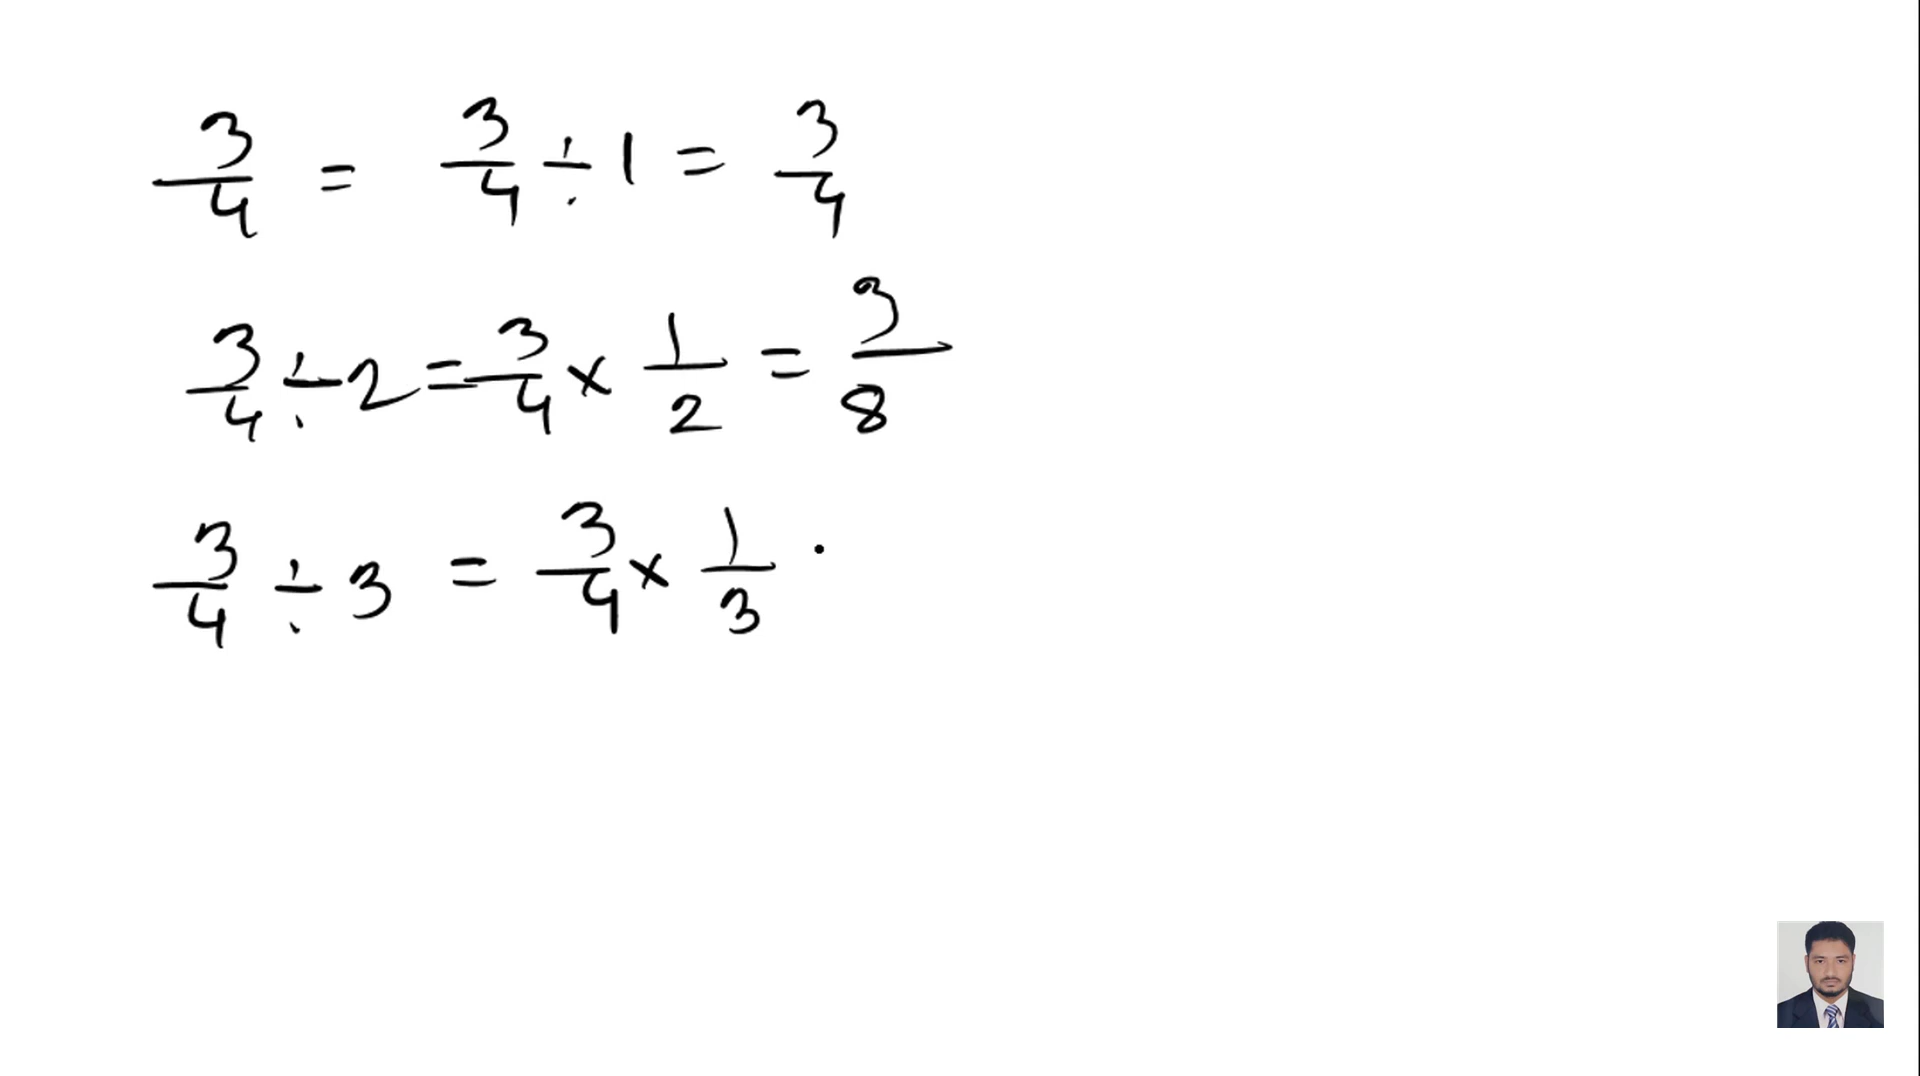 3/4 = 3/4 ÷ 1 = 3/4
3/4 ÷ 2 = 3/4 × 1/2 = 3/8
3/4 ÷ 3 = 3/4 × 1/3